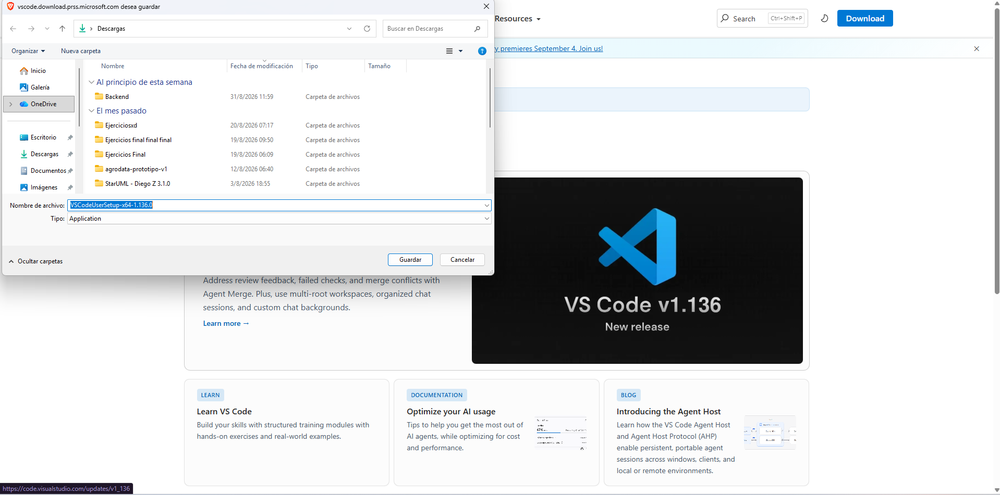 vscode.download.prss.microsoft.com desea guardar
Descargas
Buscar en Descargas
Organizar
Nueva carpeta
Inicio
Galería
OneDrive
Escritorio
Descargas
Documentos
Imágenes
Nombre
Fecha de modificación
Tipo
Tamaño
Al principio de esta semana
Backend
31/8/2026 11:59
Carpeta de archivos
El mes pasado
Ejerciciosxd
20/8/2026 07:17
Carpeta de archivos
Ejercicios final final final
19/8/2026 09:50
Carpeta de archivos
Ejercicios Final
19/8/2026 06:09
Carpeta de archivos
agrodata-prototipo-v1
12/8/2026 06:40
Carpeta de archivos
StarUML - Diego Z 3.1.0
3/8/2026 18:55
Carpeta de archivos
Nombre de archivo:
VSCodeUserSetup-x64-1.136.0
Tipo:
Application
Ocultar carpetas
Guardar
Cancelar
Resources
Search
Ctrl+Shift+P
Download
y premieres September 4. Join us!
Address review feedback, failed checks, and merge conflicts with
Agent Merge. Plus, use multi-root workspaces, organized chat
sessions, and custom chat backgrounds.
Learn more →
VS Code v1.136
New release
LEARN
Learn VS Code
Build your skills with structured training modules with
hands-on exercises and real-world examples.
DOCUMENTATION
Optimize your AI usage
Tips to help you get the most out of
AI agents, while optimizing for cost
and performance.
47%
BLOG
Introducing the Agent Host
Learn how the VS Code Agent Host
and Agent Host Protocol (AHP)
enable persistent, portable agent
sessions across windows, clients, and
local or remote environments.
https://code.visualstudio.com/updates/v1_136